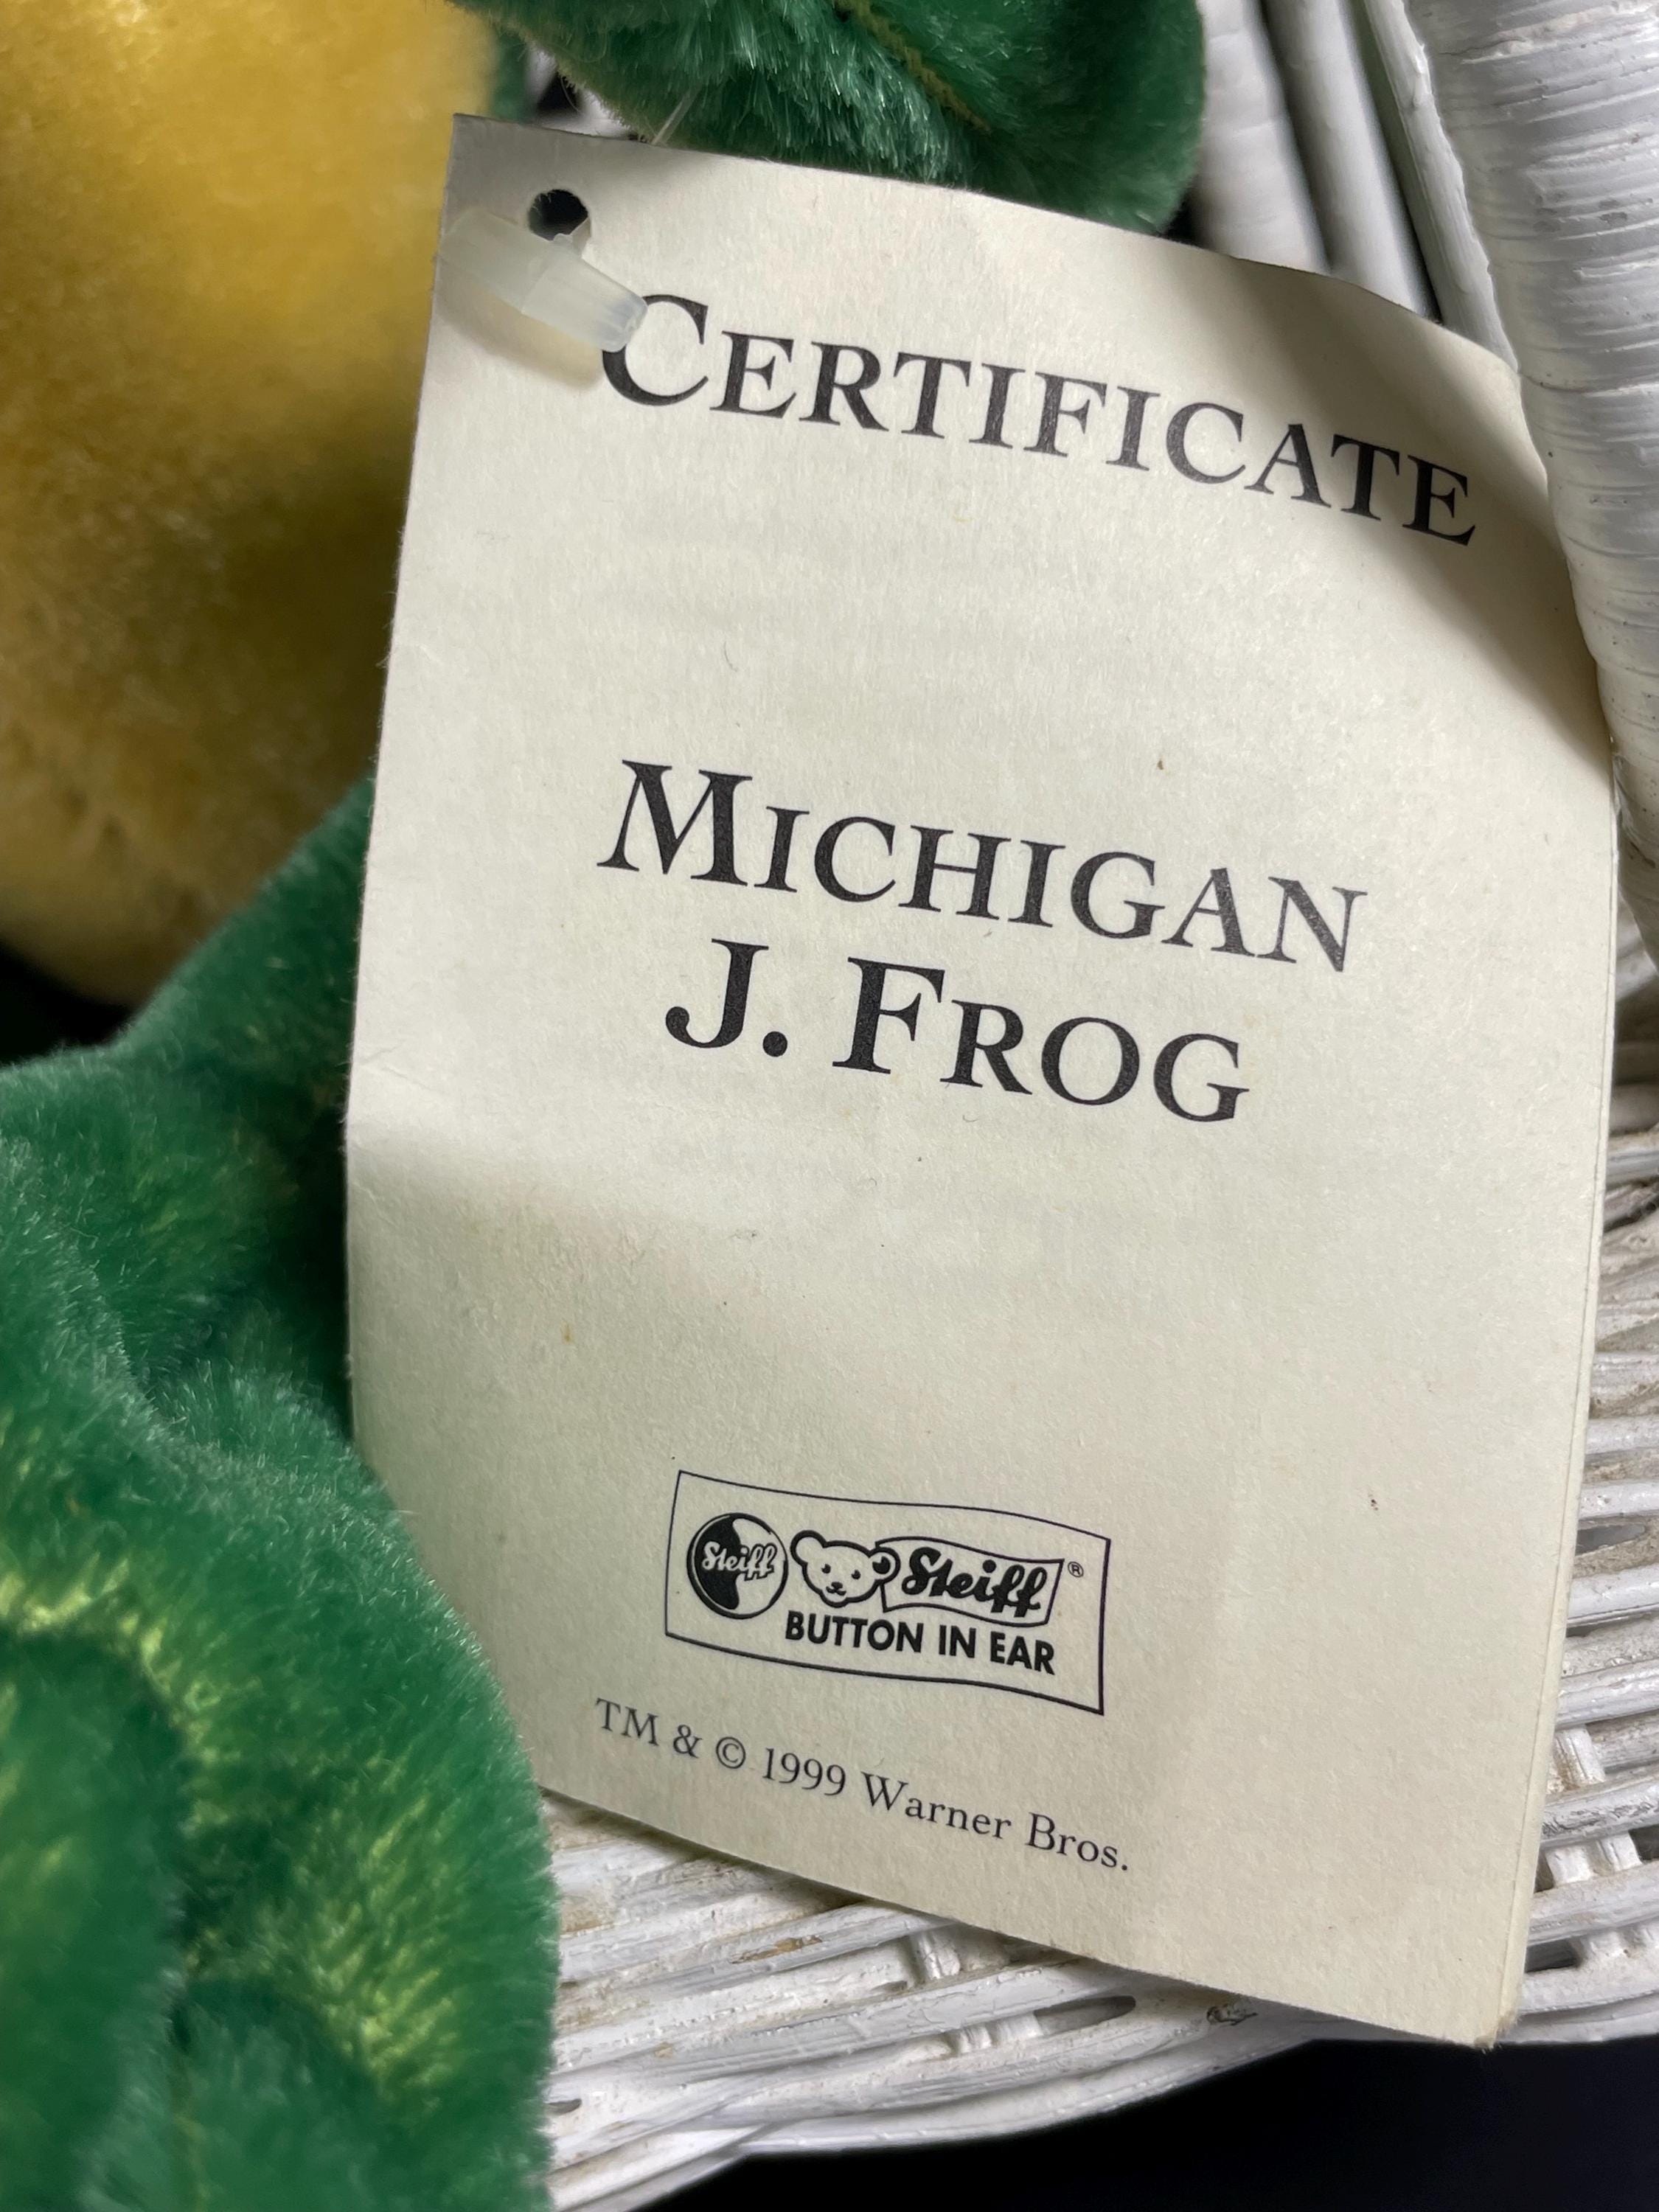 CERTIFICATE
MICHIGAN
J. FROG
Steiff Steiff®
BUTTON IN EAR
TM & © 1999 Warner Bros.